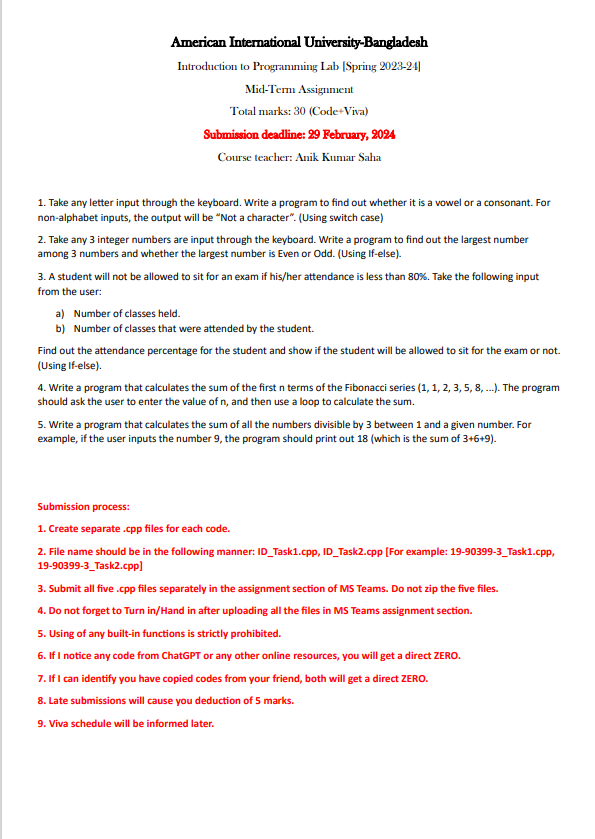 American International University-Bangladesh
Introduction to Programming Lab [Spring 2023-24]
Mid-Term Assignment
Total marks: 30 (Code+Viva)
Submission deadline: 29 February, 2024
Course teacher: Anik Kumar Saha
1. Take any letter input through the keyboard. Write a program to find out whether it is a vowel or a consonant. For
non-alphabet inputs, the output will be “Not a character”. (Using switch case)
2. Take any 3 integer numbers are input through the keyboard. Write a program to find out the largest number
among 3 numbers and whether the largest number is Even or Odd. (Using If-else).
3. A student will not be allowed to sit for an exam if his/her attendance is less than 80%. Take the following input
from the user:
a) Number of classes held.
b) Number of classes that were attended by the student.
Find out the attendance percentage for the student and show if the student will be allowed to sit for the exam or not.
(Using If-else).
4. Write a program that calculates the sum of the first n terms of the Fibonacci series (1, 1, 2, 3, 5, 8, ...). The program
should ask the user to enter the value of n, and then use a loop to calculate the sum.
5. Write a program that calculates the sum of all the numbers divisible by 3 between 1 and a given number. For
example, if the user inputs the number 9, the program should print out 18 (which is the sum of 3+6+9).
Submission process:
1. Create separate .cpp files for each code.
2. File name should be in the following manner: ID_Task1.cpp, ID_Task2.cpp [For example: 19-90399-3_Task1.cpp,
19-90399-3_Task2.cpp]
3. Submit all five .cpp files separately in the assignment section of MS Teams. Do not zip the five files.
4. Do not forget to Turn in/Hand in after uploading all the files in MS Teams assignment section.
5. Using of any built-in functions is strictly prohibited.
6. If I notice any code from ChatGPT or any other online resources, you will get a direct ZERO.
7. If I can identify you have copied codes from your friend, both will get a direct ZERO.
8. Late submissions will cause you deduction of 5 marks.
9. Viva schedule will be informed later.